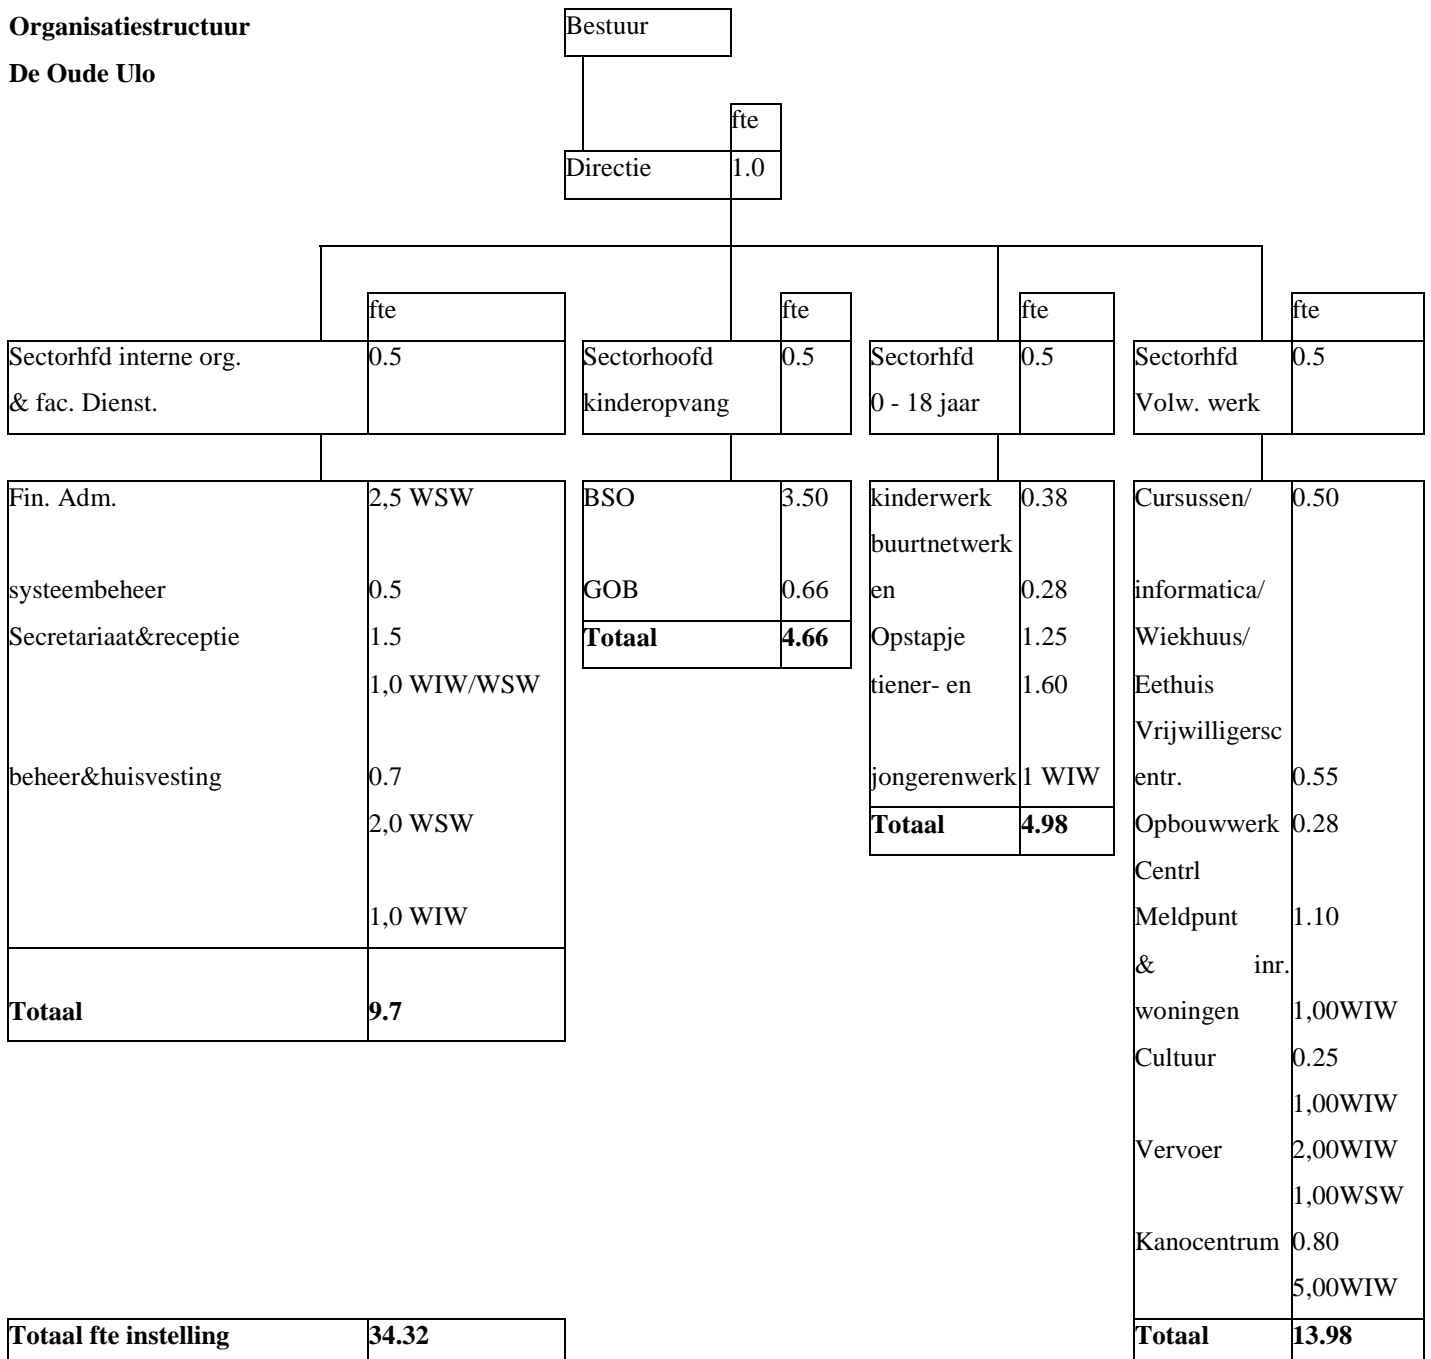 Organisatiestructuur
De Oude Ulo
Bestuur
fte
Directie 1.0
fte
Sectorhfd interne org. 0.5
& fac. Dienst.
Fin. Adm. 2,5 WSW
systeembeheer 0.5
Secretariaat&receptie 1.5
1,0 WIW/WSW
beheer&huisvesting 0.7
2,0 WSW
1,0 WIW
Totaal 9.7
fte
Sectorhoofd 0.5
kinderopvang
BSO 3.50
GOB 0.66
Totaal 4.66
fte
Sectorhfd 0.5
0 - 18 jaar
kinderwerk 0.38
buurtnetwerk
en 0.28
Opstapje 1.25
tiener- en 1.60
jongerenwerk 1 WIW
Totaal 4.98
fte
Sectorhfd 0.5
Volw. werk
Cursussen/ 0.50
informatica/
Wiekhuus/
Eethuis
Vrijwilligersc
entr. 0.55
Opbouwwerk 0.28
Centrl
Meldpunt 1.10
& inr.
woningen 1,00WIW
Cultuur 0.25
1,00WIW
Vervoer 2,00WIW
1,00WSW
Kanocentrum 0.80
5,00WIW
Totaal 13.98
Totaal fte instelling 34.32